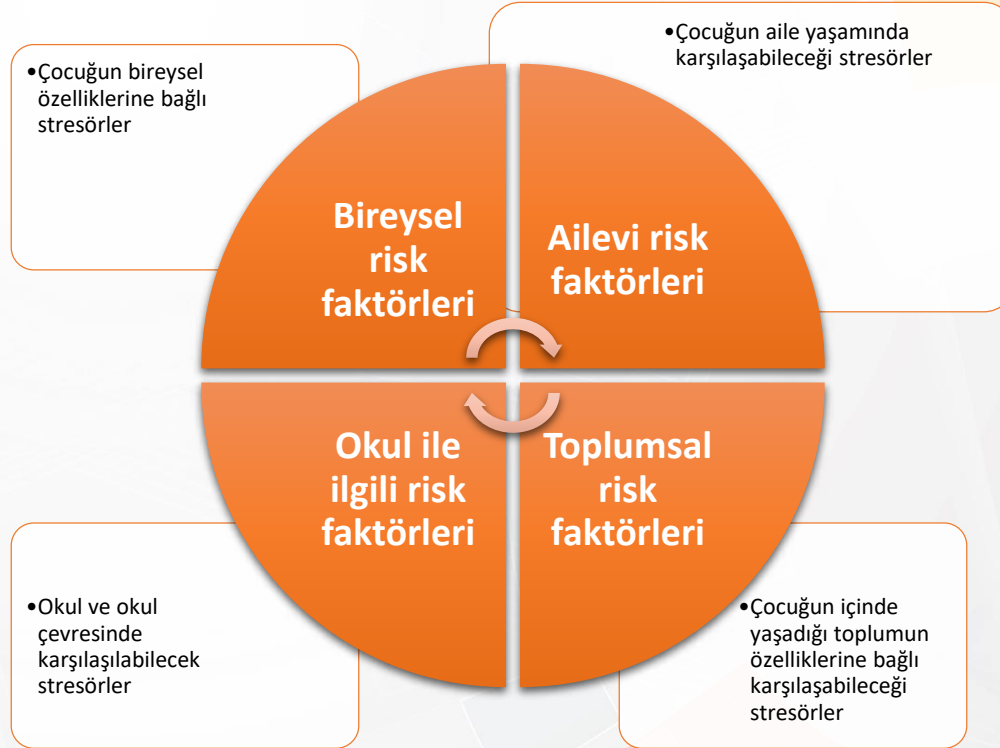 •Çocuğun bireysel
özelliklerine bağlı
stresörler
•Çocuğun aile yaşamında
karşılaşabileceği stresörler
Bireysel
risk
faktörleri
Ailevi risk
faktörleri
Okul ile
ilgili risk
faktörleri
Toplumsal
risk
faktörleri
•Okul ve okul
çevresinde
karşılaşılabilecek
stresörler
•Çocuğun içinde
yaşadığı toplumun
özelliklerine bağlı
karşılaşabileceği
stresörler